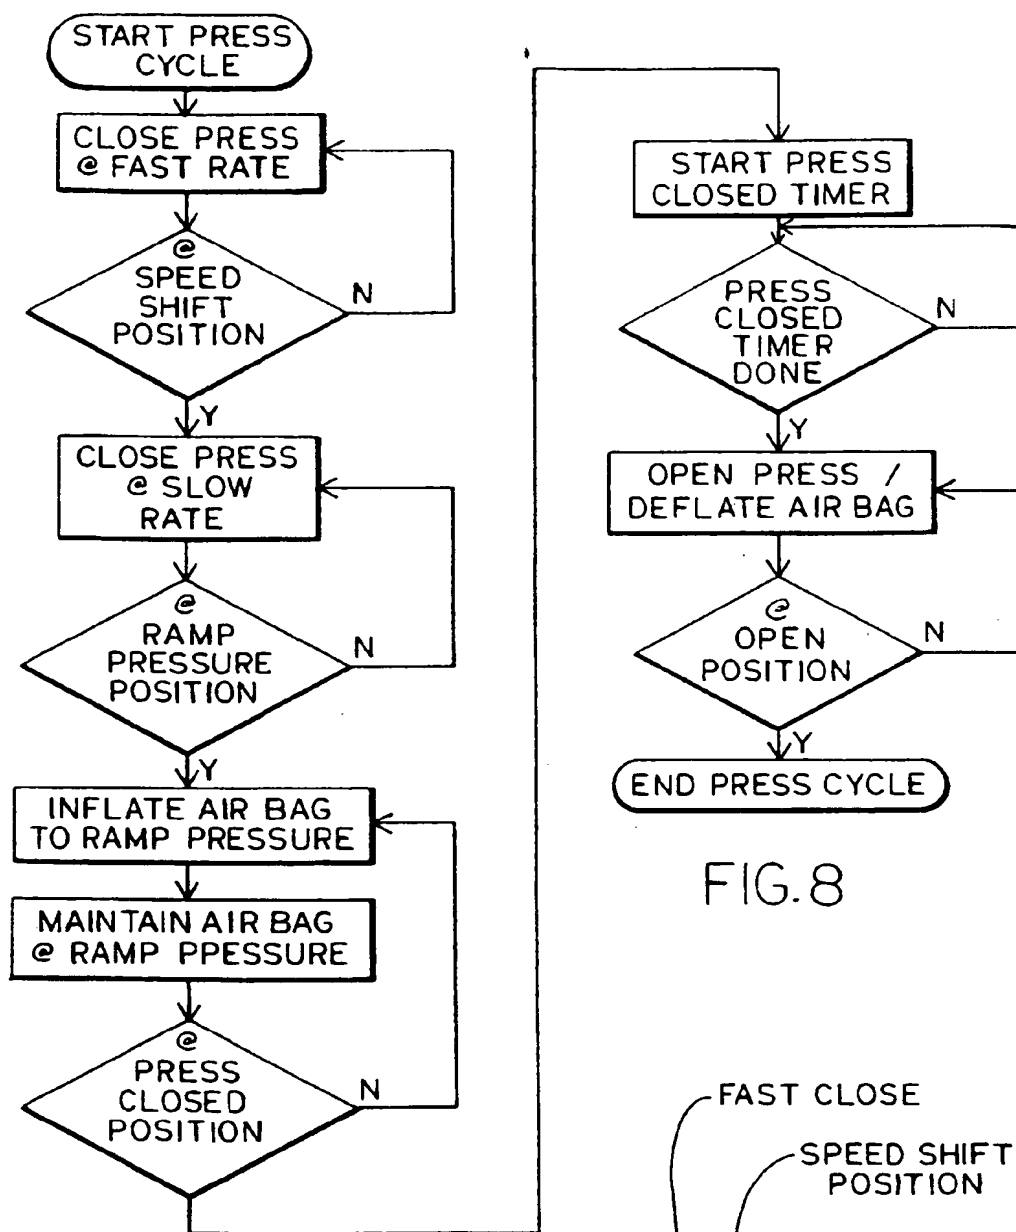 START PRESS
CYCLE
CLOSE PRESS
@ FAST RATE
@
SPEED
SHIFT
POSITION
N
Y
CLOSE PRESS
@ SLOW
RATE
@
RAMP
PRESSURE
POSITION
N
Y
INFLATE AIR BAG
TO RAMP PRESSURE
MAINTAIN AIR BAG
@ RAMP PPESSURE
@
PRESS
CLOSED
POSITION
N
START PRESS
CLOSED TIMER
PRESS
CLOSED
TIMER
DONE
N
Y
OPEN PRESS /
DEFLATE AIR BAG
@
OPEN
POSITION
N
Y
END PRESS CYCLE
FIG. 8
FAST CLOSE
SPEED SHIFT
POSITION